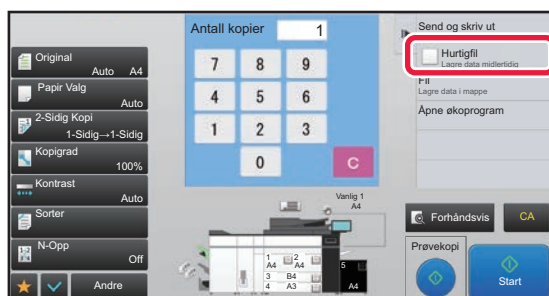 Original
Auto A4
Papir Valg
Auto
2-Sidig Kopi
1-Sidig→1-Sidig
Kopigrad
100%
Kontrast
Auto
Sorter
N-Opp
Off
Andre
Antall kopier 1
7 8 9
4 5 6
1 2 3
0 C
Vanlig 1
A4
1 A4 2 A4
3 B4
4 A3
5 A4
Send og skriv ut
Hurtigfil
Lagre data midlertidig
Fil
Lagre data i mappe
Åpne økoprogram
Forhåndsvis CA
Prøvekopi
Start